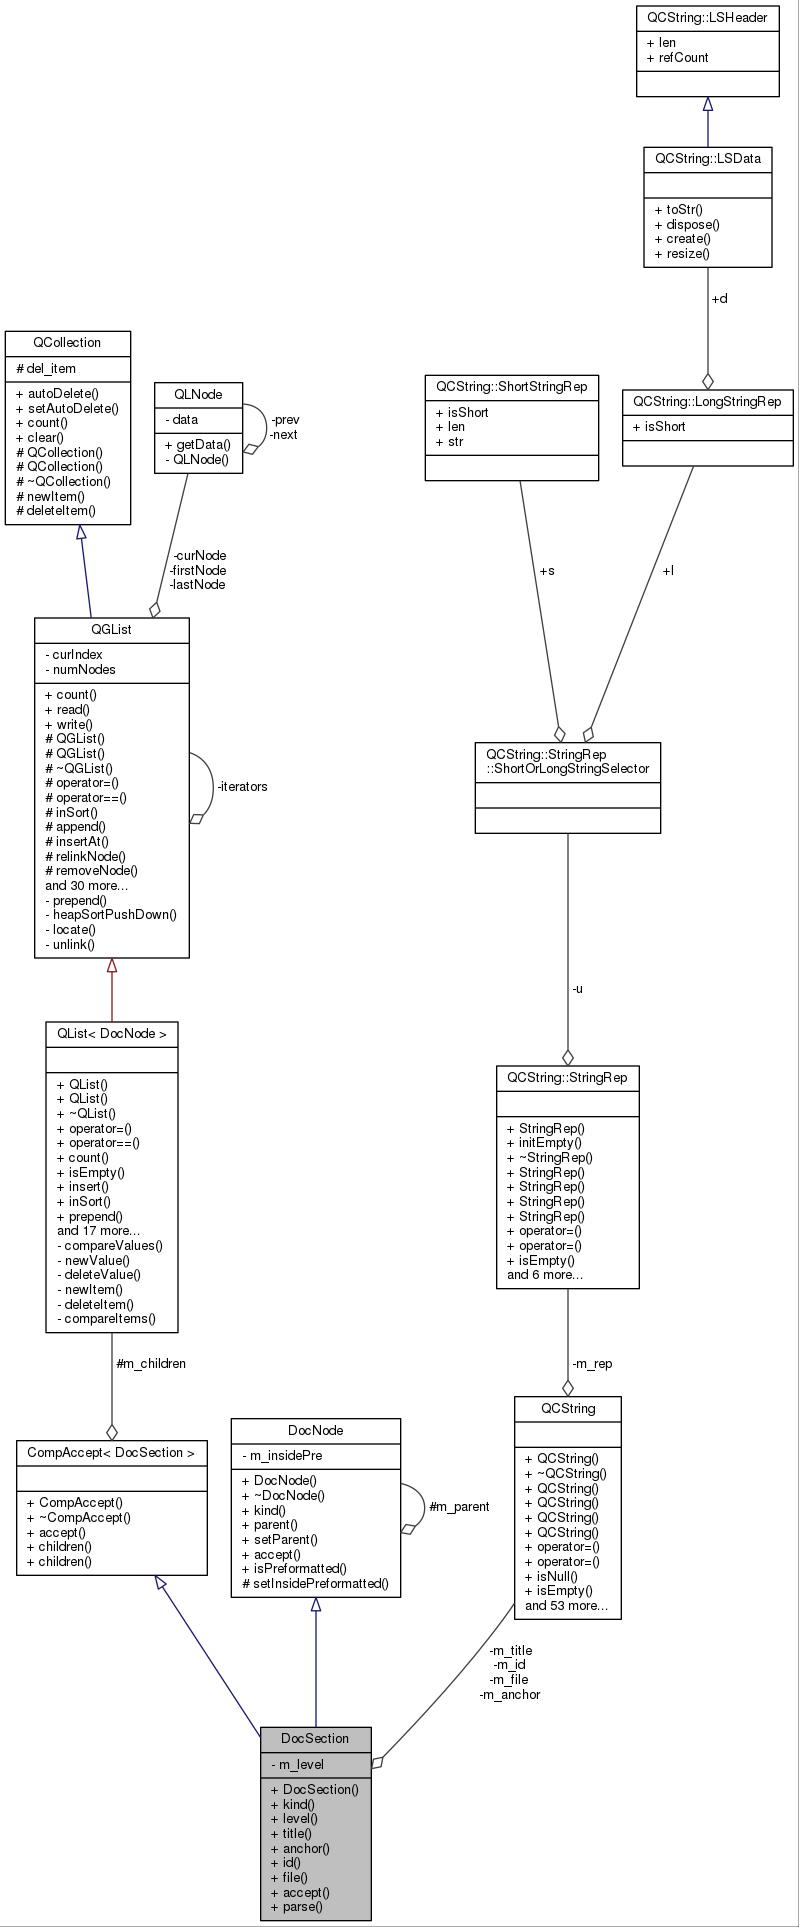 QCString::LSHeader
+ len
+ refCount
QCString::LSData
+ toStr()
+ dispose()
+ create()
+ resize()
+d
QCollection
# del_item
+ autoDelete()
+ setAutoDelete()
+ count()
+ clear()
# QCollection()
# QCollection()
# ~QCollection()
# newItem()
# deleteItem()
QLNode
- data
+ getData()
- QLNode()
-prev
-next
QCString::ShortStringRep
+ isShort
+ len
+ str
QCString::LongStringRep
+ isShort
-curNode
-firstNode
-lastNode
+s
+l
QGList
- curIndex
- numNodes
+ count()
+ read()
+ write()
# QGList()
# QGList()
# ~QGList()
# operator=()
# operator==()
# inSort()
# append()
# insertAt()
# relinkNode()
# removeNode()
and 30 more...
- prepend()
- heapSortPushDown()
- locate()
- unlink()
-iterators
QCString::StringRep
::ShortOrLongStringSelector
-u
QList< DocNode >
+ QList()
+ QList()
+ ~QList()
+ operator=()
+ operator==()
+ count()
+ isEmpty()
+ insert()
+ inSort()
+ prepend()
and 17 more...
- compareValues()
- newValue()
- deleteValue()
- newItem()
- deleteItem()
- compareItems()
QCString::StringRep
+ StringRep()
+ initEmpty()
+ ~StringRep()
+ StringRep()
+ StringRep()
+ StringRep()
+ StringRep()
+ operator=()
+ operator=()
+ isEmpty()
and 6 more...
#m_children
-m_rep
CompAccept< DocSection >
+ CompAccept()
+ ~CompAccept()
+ accept()
+ children()
+ children()
DocNode
- m_insidePre
+ DocNode()
+ ~DocNode()
+ kind()
+ parent()
+ setParent()
+ accept()
+ isPreformatted()
# setInsidePreformatted()
#m_parent
QCString
+ QCString()
+ ~QCString()
+ QCString()
+ QCString()
+ QCString()
+ QCString()
+ operator=()
+ operator=()
+ isNull()
+ isEmpty()
and 53 more...
-m_title
-m_id
-m_file
-m_anchor
DocSection
- m_level
+ DocSection()
+ kind()
+ level()
+ title()
+ anchor()
+ id()
+ file()
+ accept()
+ parse()